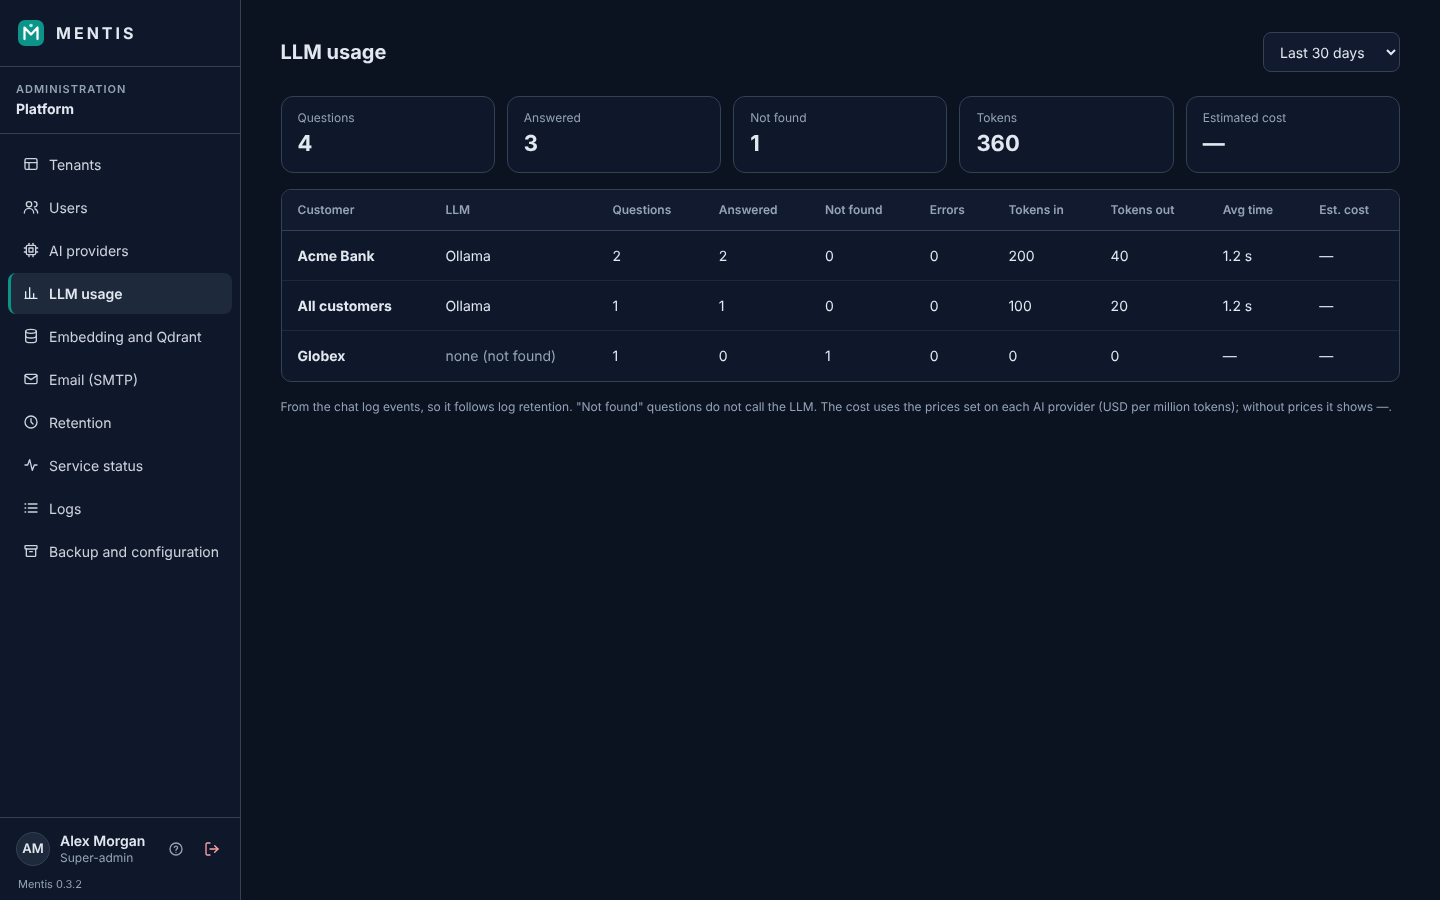 MENTIS
ADMINISTRATION
Platform
Tenants
Users
AI providers
LLM usage
Embedding and Qdrant
Email (SMTP)
Retention
Service status
Logs
Backup and configuration
AM
Alex Morgan
Super-admin
Mentis 0.3.2
LLM usage
Last 30 days
Questions
4
Answered
3
Not found
1
Tokens
360
Estimated cost
—
Customer LLM Questions Answered Not found Errors Tokens in Tokens out Avg time Est. cost
Acme Bank Ollama 2 2 0 0 200 40 1.2 s —
All customers Ollama 1 1 0 0 100 20 1.2 s —
Globex none (not found) 1 0 1 0 0 0 — —
From the chat log events, so it follows log retention. "Not found" questions do not call the LLM. The cost uses the prices set on each AI provider (USD per million tokens); without prices it shows —.